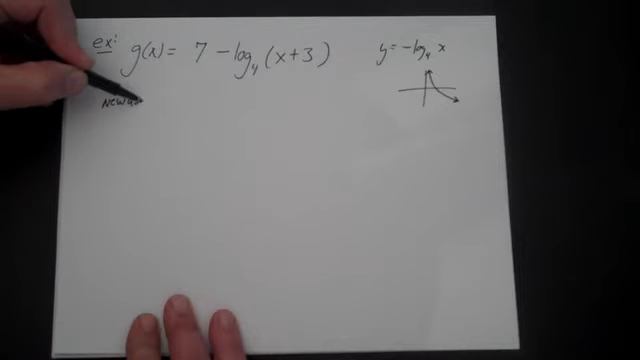 ex: g(x) = 7 - log₄(x+3)
y = -log₄ x